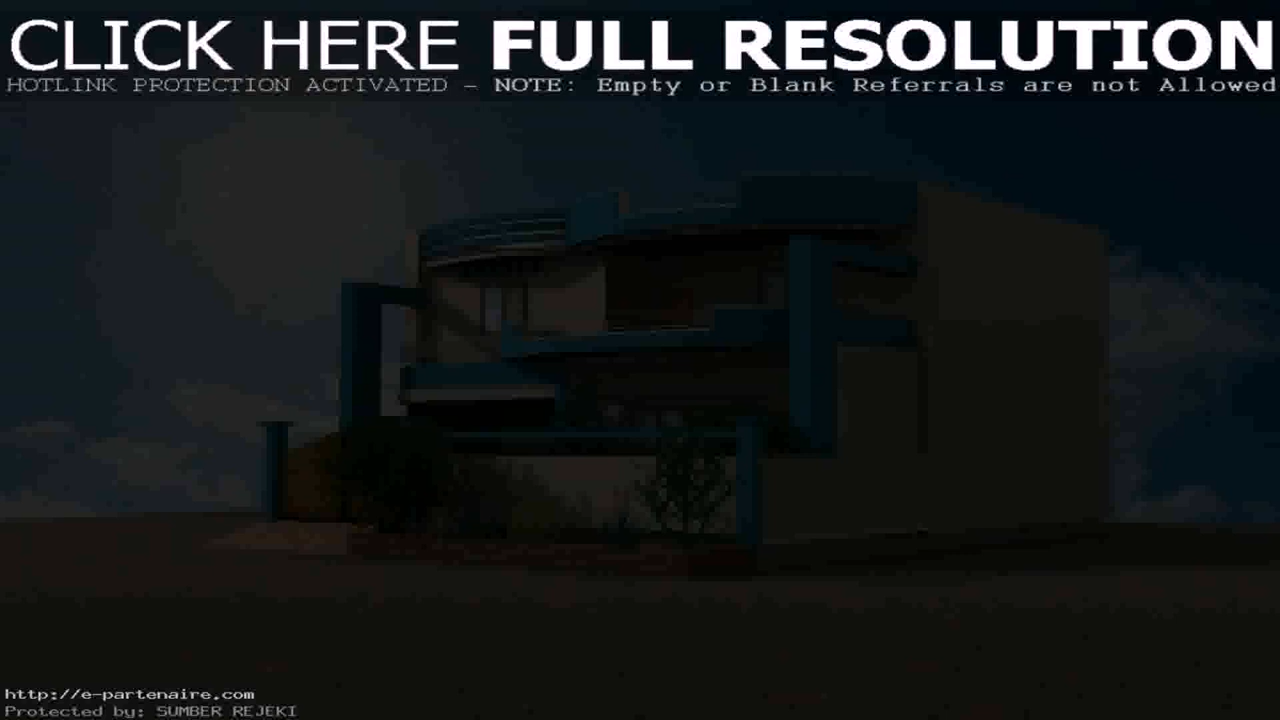 CLICK HERE FULL RESOLUTION
HOTLINK PROTECTION ACTIVATED – NOTE: Empty or Blank Referrals are not Allowed
http://e-partenaire.com
Protected by: SUMBER REJEKI